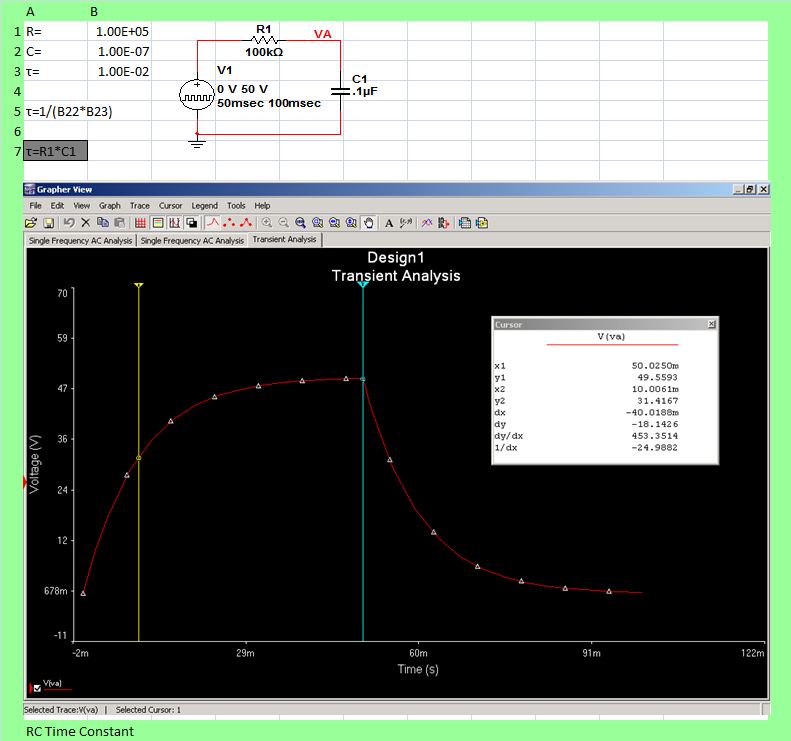 A B
1 R= 1.00E+05
2 C= 1.00E-07
3 τ= 1.00E-02
4
5 τ=1/(B22*B23)
6
7 τ=R1*C1
R1
VA
100kΩ
V1
0 V 50 V
50msec 100msec
C1
.1µF
Grapher View
File Edit View Graph Trace Cursor Legend Tools Help
A
Single Frequency AC Analysis Single Frequency AC Analysis Transient Analysis
Design1
Transient Analysis
70
59
47
36
24
12
678m
-11
Voltage (V)
-2m 29m 60m 91m 122m
Time (s)
Cursor
V(va)
x1 50.0250m
y1 49.5593
x2 10.0061m
y2 31.4167
dx -40.0188m
dy -18.1426
dy/dx 453.3514
1/dx -24.9882
V(va)
Selected Trace:V(va) | Selected Cursor: 1
RC Time Constant